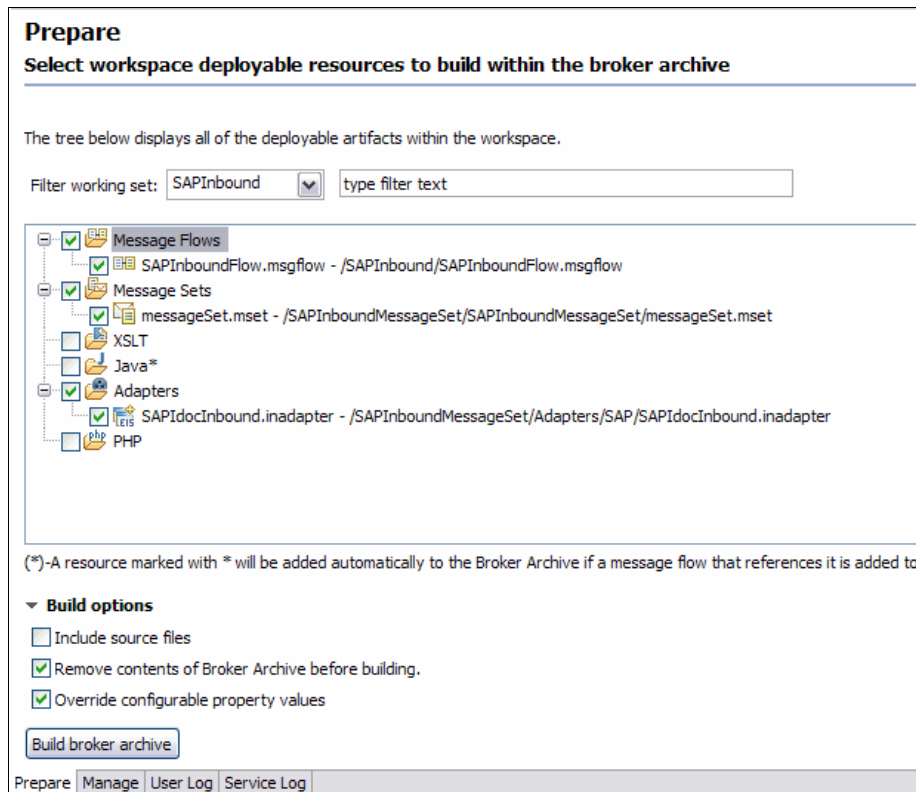 Prepare
Select workspace deployable resources to build within the broker archive
The tree below displays all of the deployable artifacts within the workspace.
Filter working set: SAPInbound type filter text
Message Flows
SAPInboundFlow.msgflow - /SAPInbound/SAPInboundFlow.msgflow
Message Sets
messageSet.mset - /SAPInboundMessageSet/SAPInboundMessageSet/messageSet.mset
XSLT
Java*
Adapters
SAPIdocInbound.inadapter - /SAPInboundMessageSet/Adapters/SAP/SAPIdocInbound.inadapter
PHP
(*)-A resource marked with * will be added automatically to the Broker Archive if a message flow that references it is added to
Build options
Include source files
Remove contents of Broker Archive before building.
Override configurable property values
Build broker archive
Prepare Manage User Log Service Log